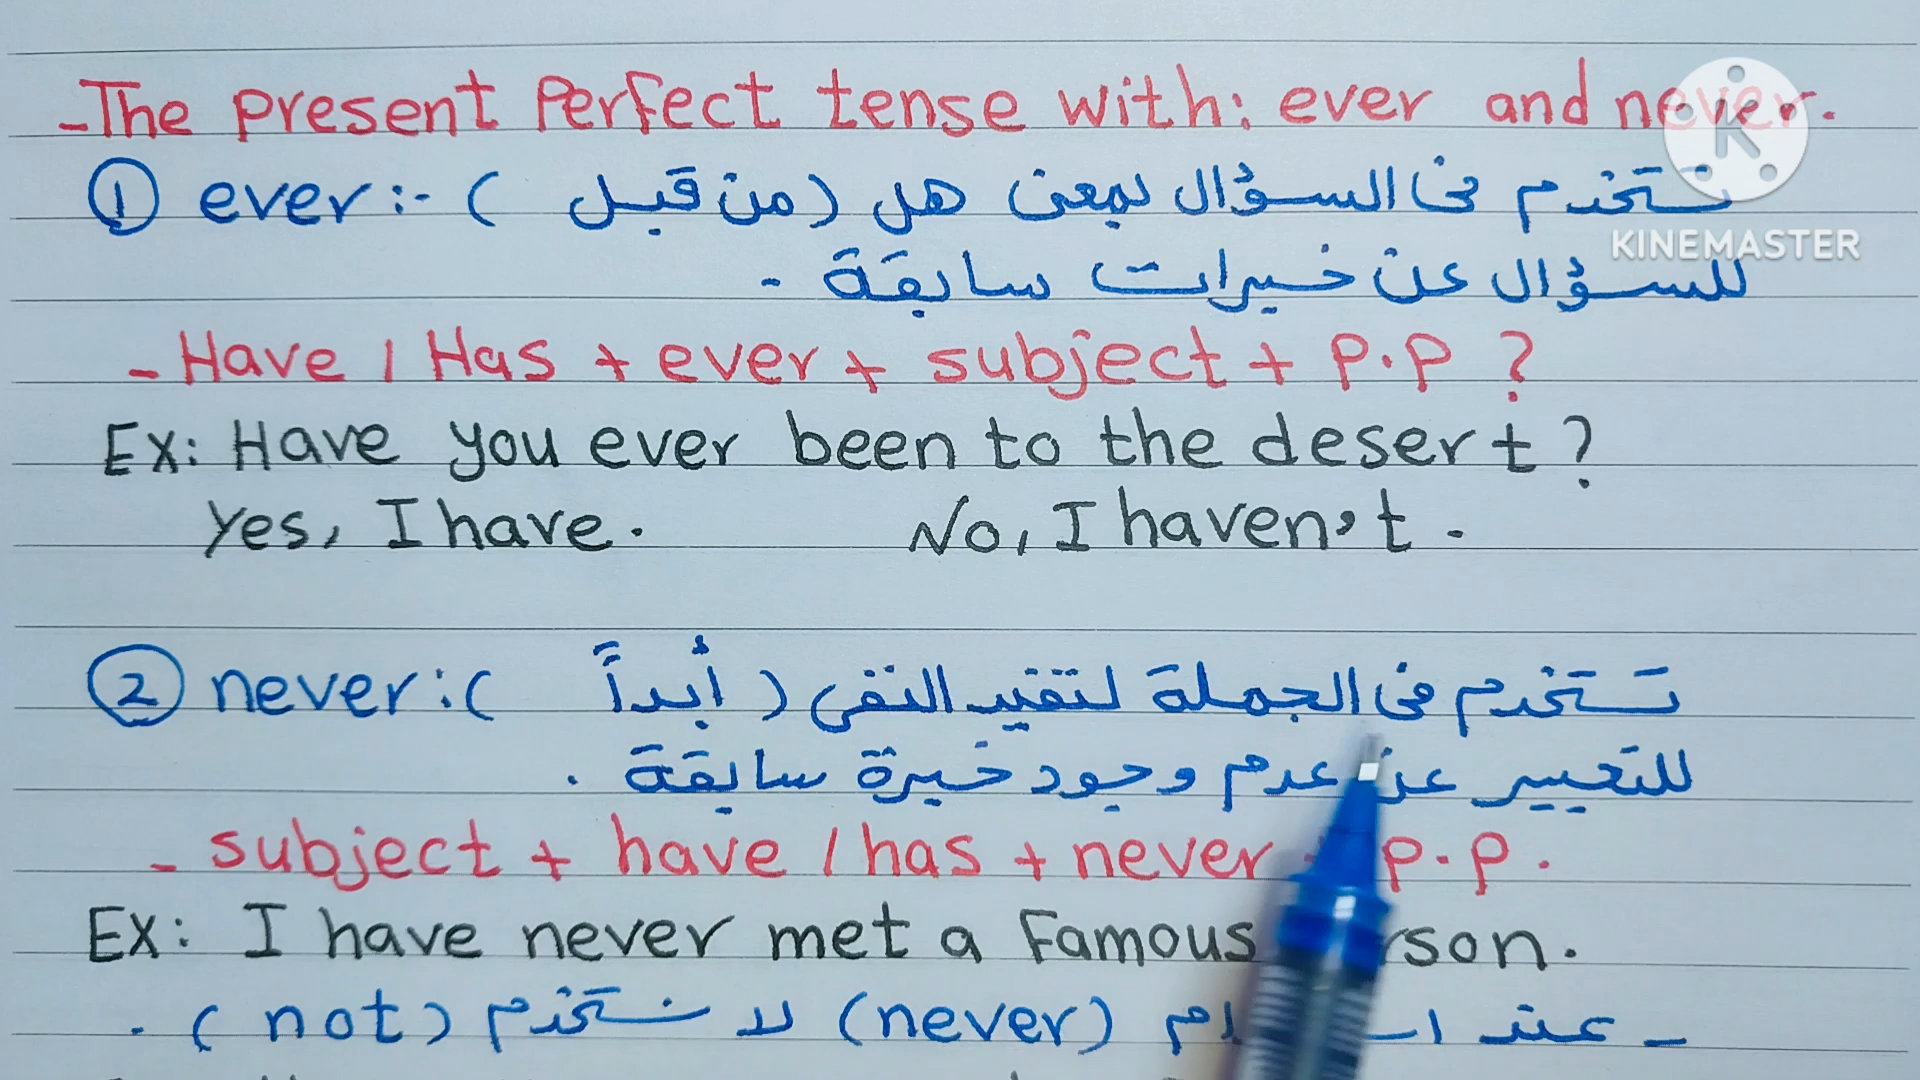 -The present Perfect tense with: ever and never.
① ever:- ( تستخدم فى السؤال بمعنى هل (من قبل
للسؤال عن خبرات سابقة .
KINEMASTER
- Have / Has + ever + subject + p.p ?
Ex: Have you ever been to the desert ?
Yes, I have. No, I haven't.
② never: ( تستخدم فى الجملة لتفيد النفى ( أبداً
للتعبير عن عدم وجود خبرة سابقة .
- subject + have / has + never + p.p.
Ex: I have never met a Famous
- عند (never) لا نستخدم (not) .